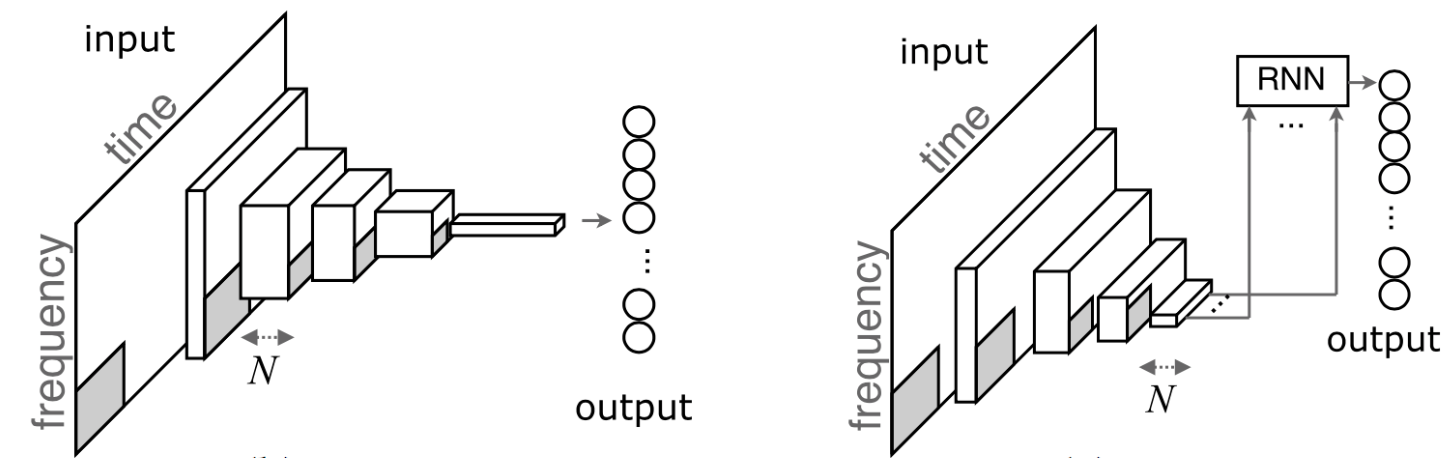 input
time
frequency
N
...
output
input
time
frequency
N
...
RNN
...
...
output